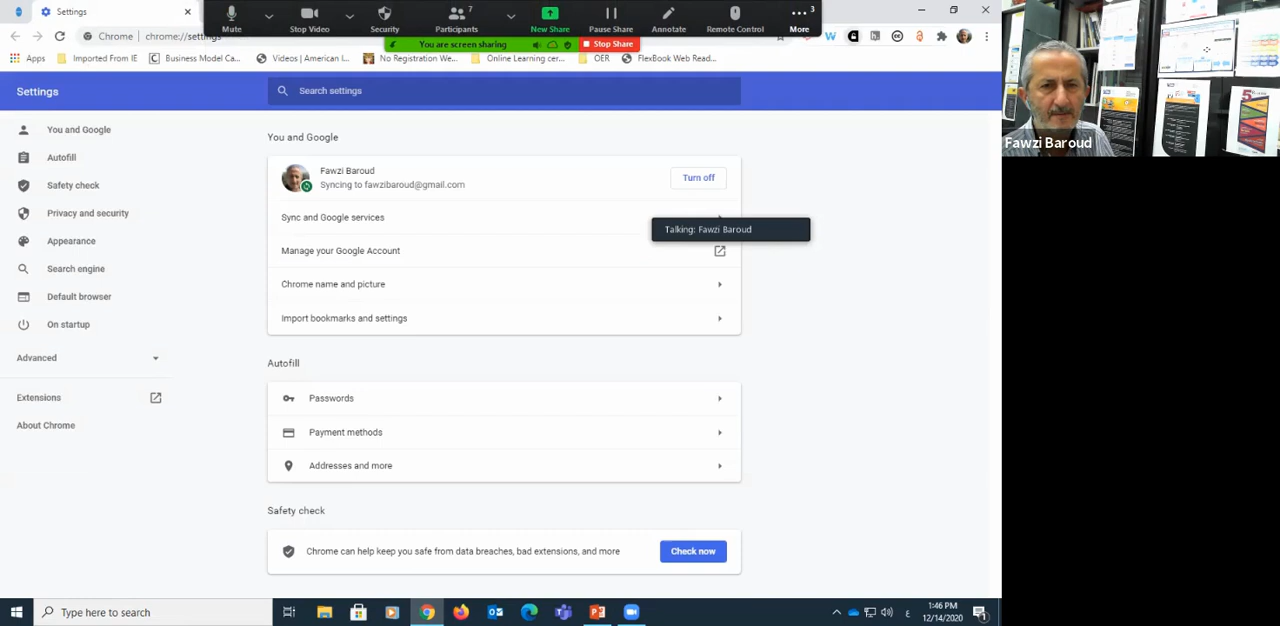 Settings
Mute
Stop Video
Security
7
Participants
New Share
Pause Share
Annotate
Remote Control
3
More
You are screen sharing
Stop Share
Chrome
chrome://settings
Apps
Imported From IE
Business Model Ca...
Videos | American I...
No Registration We...
Online Learning cer...
OER
FlexBook Web Read...
Settings
Search settings
You and Google
Autofill
Safety check
Privacy and security
Appearance
Search engine
Default browser
On startup
Advanced
Extensions
About Chrome
You and Google
Fawzi Baroud
Syncing to fawzibaroud@gmail.com
Turn off
Sync and Google services
Talking: Fawzi Baroud
Manage your Google Account
Chrome name and picture
Import bookmarks and settings
Autofill
Passwords
Payment methods
Addresses and more
Safety check
Chrome can help keep you safe from data breaches, bad extensions, and more
Check now
Fawzi Baroud
Type here to search
ع
1:46 PM
12/14/2020
1